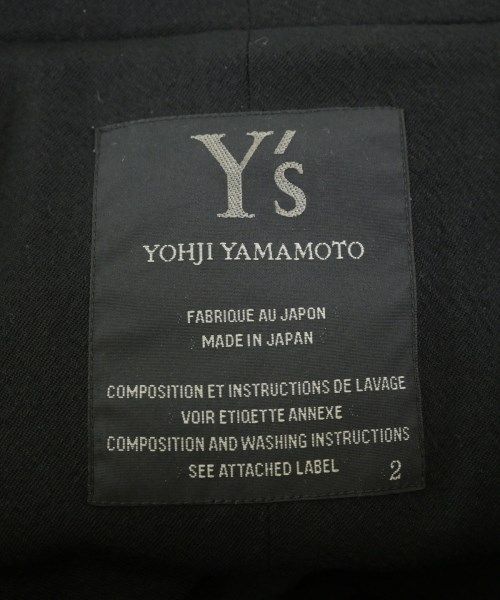 Y's
YOHJI YAMAMOTO
FABRIQUE AU JAPON
MADE IN JAPAN
COMPOSITION ET INSTRUCTIONS DE LAVAGE
VOIR ETIQETTE ANNEXE
COMPOSITION AND WASHING INSTRUCTIONS
SEE ATTACHED LABEL 2